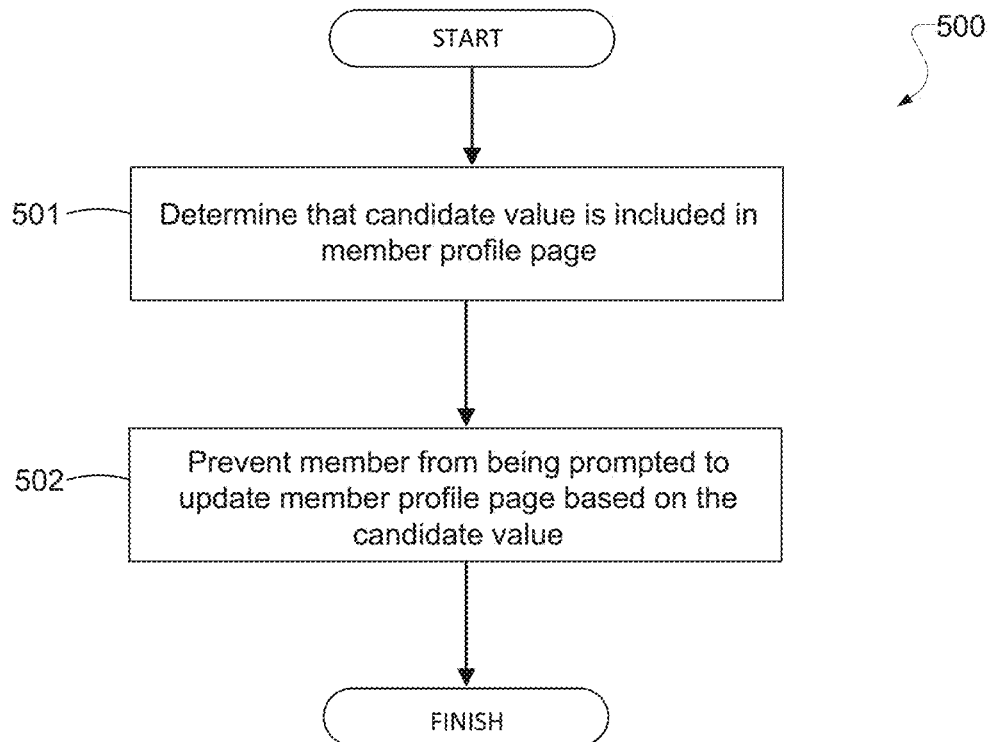 START
500
501
Determine that candidate value is included in
member profile page
502
Prevent member from being prompted to
update member profile page based on the
candidate value
FINISH